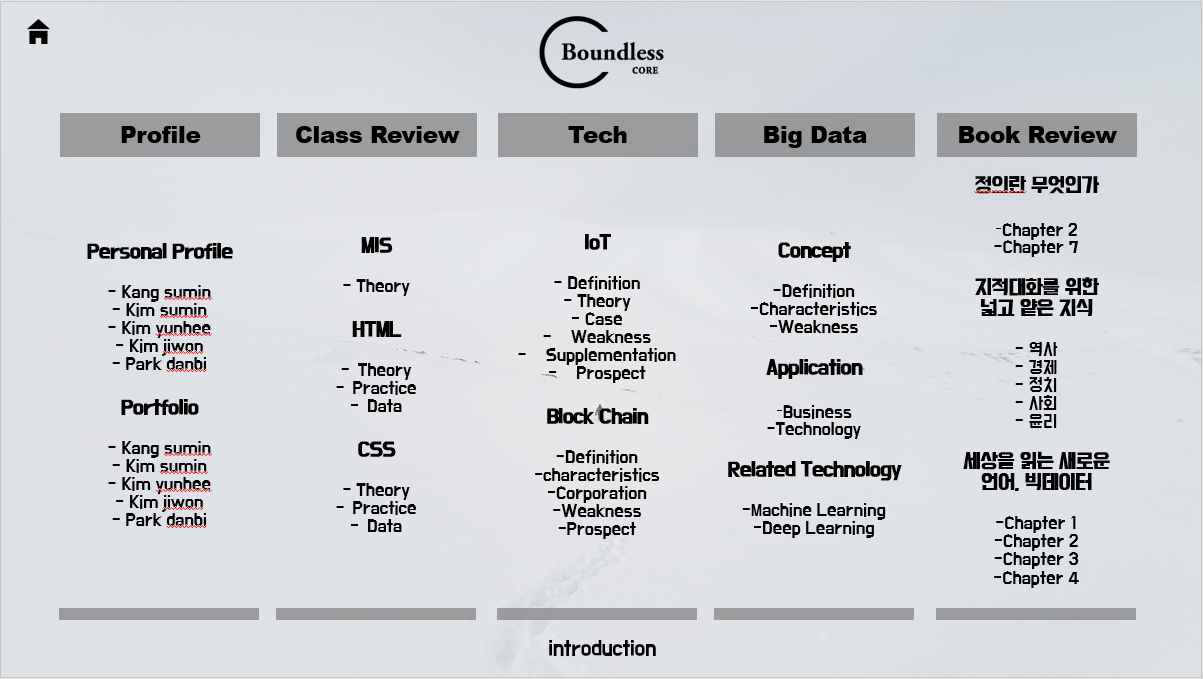 Boundless
CORE
Profile
Personal Profile
- Kang sumin
- Kim sumin
- Kim yunhee
- Kim jiwon
- Park danbi
Portfolio
- Kang sumin
- Kim sumin
- Kim yunhee
- Kim jiwon
- Park danbi
Class Review
MIS
- Theory
HTML
- Theory
- Practice
- Data
CSS
- Theory
- Practice
- Data
Tech
IoT
- Definition
- Theory
- Case
- Weakness
- Supplementation
- Prospect
Block Chain
-Definition
-characteristics
-Corporation
-Weakness
-Prospect
Big Data
Concept
-Definition
-Characteristics
-Weakness
Application
-Business
-Technology
Related Technology
-Machine Learning
-Deep Learning
Book Review
정의란 무엇인가
-Chapter 2
-Chapter 7
지적대화를 위한
넓고 얕은 지식
- 역사
- 경제
- 정치
- 사회
- 윤리
세상을 읽는 새로운
언어, 빅테이터
-Chapter 1
-Chapter 2
-Chapter 3
-Chapter 4
introduction